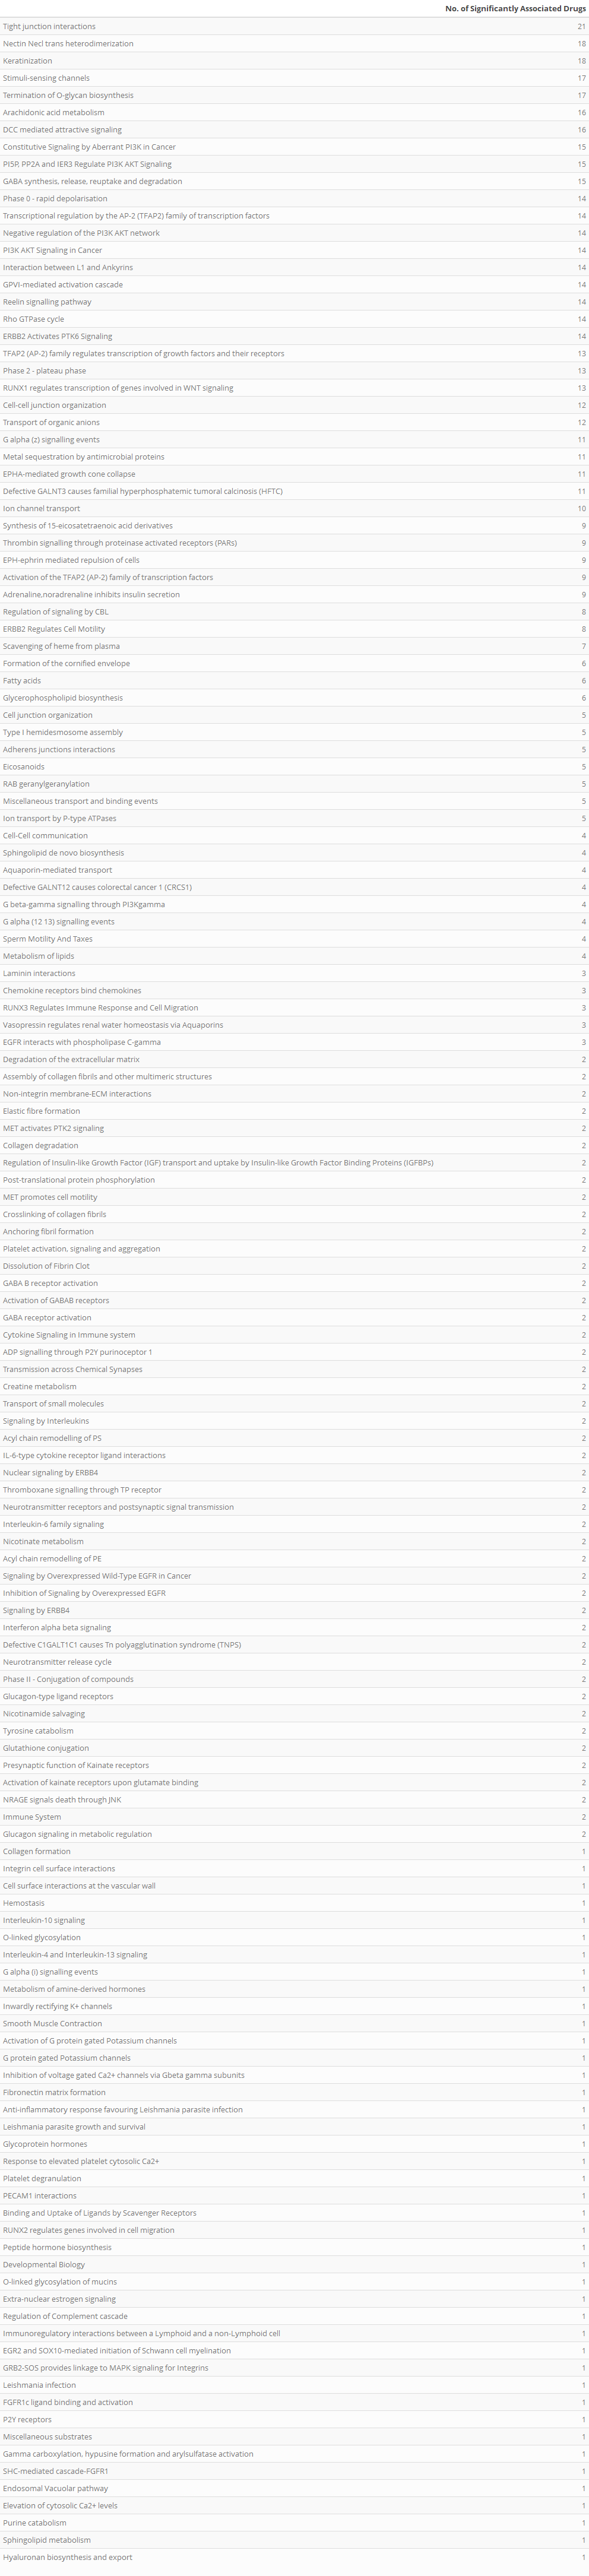 No. of Significantly Associated Drugs
Tight junction interactions 21
Nectin Necl trans heterodimerization 18
Keratinization 18
Stimuli-sensing channels 17
Termination of O-glycan biosynthesis 17
Arachidonic acid metabolism 16
DCC mediated attractive signaling 16
Constitutive Signaling by Aberrant PI3K in Cancer 15
PI5P, PP2A and IER3 Regulate PI3K AKT Signaling 15
GABA synthesis, release, reuptake and degradation 15
Phase 0 - rapid depolarisation 14
Transcriptional regulation by the AP-2 (TFAP2) family of transcription factors 14
Negative regulation of the PI3K AKT network 14
PI3K AKT Signaling in Cancer 14
Interaction between L1 and Ankyrins 14
GPVI-mediated activation cascade 14
Reelin signalling pathway 14
Rho GTPase cycle 14
ERBB2 Activates PTK6 Signaling 14
TFAP2 (AP-2) family regulates transcription of growth factors and their receptors 13
Phase 2 - plateau phase 13
RUNX1 regulates transcription of genes involved in WNT signaling 13
Cell-cell junction organization 12
Transport of organic anions 12
G alpha (z) signalling events 11
Metal sequestration by antimicrobial proteins 11
EPHA-mediated growth cone collapse 11
Defective GALNT3 causes familial hyperphosphatemic tumoral calcinosis (HFTC) 11
Ion channel transport 10
Synthesis of 15-eicosatetraenoic acid derivatives 9
Thrombin signalling through proteinase activated receptors (PARs) 9
EPH-ephrin mediated repulsion of cells 9
Activation of the TFAP2 (AP-2) family of transcription factors 9
Adrenaline,noradrenaline inhibits insulin secretion 9
Regulation of signaling by CBL 8
ERBB2 Regulates Cell Motility 8
Scavenging of heme from plasma 7
Formation of the cornified envelope 6
Fatty acids 6
Glycerophospholipid biosynthesis 6
Cell junction organization 5
Type I hemidesmosome assembly 5
Adherens junctions interactions 5
Eicosanoids 5
RAB geranylgeranylation 5
Miscellaneous transport and binding events 5
Ion transport by P-type ATPases 5
Cell-Cell communication 4
Sphingolipid de novo biosynthesis 4
Aquaporin-mediated transport 4
Defective GALNT12 causes colorectal cancer 1 (CRCS1) 4
G beta-gamma signalling through PI3Kgamma 4
G alpha (12 13) signalling events 4
Sperm Motility And Taxes 4
Metabolism of lipids 4
Laminin interactions 3
Chemokine receptors bind chemokines 3
RUNX3 Regulates Immune Response and Cell Migration 3
Vasopressin regulates renal water homeostasis via Aquaporins 3
EGFR interacts with phospholipase C-gamma 3
Degradation of the extracellular matrix 2
Assembly of collagen fibrils and other multimeric structures 2
Non-integrin membrane-ECM interactions 2
Elastic fibre formation 2
MET activates PTK2 signaling 2
Collagen degradation 2
Regulation of Insulin-like Growth Factor (IGF) transport and uptake by Insulin-like Growth Factor Binding Proteins (IGFBPs) 2
Post-translational protein phosphorylation 2
MET promotes cell motility 2
Crosslinking of collagen fibrils 2
Anchoring fibril formation 2
Platelet activation, signaling and aggregation 2
Dissolution of Fibrin Clot 2
GABA B receptor activation 2
Activation of GABAB receptors 2
GABA receptor activation 2
Cytokine Signaling in Immune system 2
ADP signalling through P2Y purinoceptor 1 2
Transmission across Chemical Synapses 2
Creatine metabolism 2
Transport of small molecules 2
Signaling by Interleukins 2
Acyl chain remodelling of PS 2
IL-6-type cytokine receptor ligand interactions 2
Nuclear signaling by ERBB4 2
Thromboxane signalling through TP receptor 2
Neurotransmitter receptors and postsynaptic signal transmission 2
Interleukin-6 family signaling 2
Nicotinate metabolism 2
Acyl chain remodelling of PE 2
Signaling by Overexpressed Wild-Type EGFR in Cancer 2
Inhibition of Signaling by Overexpressed EGFR 2
Signaling by ERBB4 2
Interferon alpha beta signaling 2
Defective C1GALT1C1 causes Tn polyagglutination syndrome (TNPS) 2
Neurotransmitter release cycle 2
Phase II - Conjugation of compounds 2
Glucagon-type ligand receptors 2
Nicotinamide salvaging 2
Tyrosine catabolism 2
Glutathione conjugation 2
Presynaptic function of Kainate receptors 2
Activation of kainate receptors upon glutamate binding 2
NRAGE signals death through JNK 2
Immune System 2
Glucagon signaling in metabolic regulation 2
Collagen formation 1
Integrin cell surface interactions 1
Cell surface interactions at the vascular wall 1
Hemostasis 1
Interleukin-10 signaling 1
O-linked glycosylation 1
Interleukin-4 and Interleukin-13 signaling 1
G alpha (i) signalling events 1
Metabolism of amine-derived hormones 1
Inwardly rectifying K+ channels 1
Smooth Muscle Contraction 1
Activation of G protein gated Potassium channels 1
G protein gated Potassium channels 1
Inhibition of voltage gated Ca2+ channels via Gbeta gamma subunits 1
Fibronectin matrix formation 1
Anti-inflammatory response favouring Leishmania parasite infection 1
Leishmania parasite growth and survival 1
Glycoprotein hormones 1
Response to elevated platelet cytosolic Ca2+ 1
Platelet degranulation 1
PECAM1 interactions 1
Binding and Uptake of Ligands by Scavenger Receptors 1
RUNX2 regulates genes involved in cell migration 1
Peptide hormone biosynthesis 1
Developmental Biology 1
O-linked glycosylation of mucins 1
Extra-nuclear estrogen signaling 1
Regulation of Complement cascade 1
Immunoregulatory interactions between a Lymphoid and a non-Lymphoid cell 1
EGR2 and SOX10-mediated initiation of Schwann cell myelination 1
GRB2-SOS provides linkage to MAPK signaling for Integrins 1
Leishmania infection 1
FGFR1c ligand binding and activation 1
P2Y receptors 1
Miscellaneous substrates 1
Gamma carboxylation, hypusine formation and arylsulfatase activation 1
SHC-mediated cascade-FGFR1 1
Endosomal Vacuolar pathway 1
Elevation of cytosolic Ca2+ levels 1
Purine catabolism 1
Sphingolipid metabolism 1
Hyaluronan biosynthesis and export 1